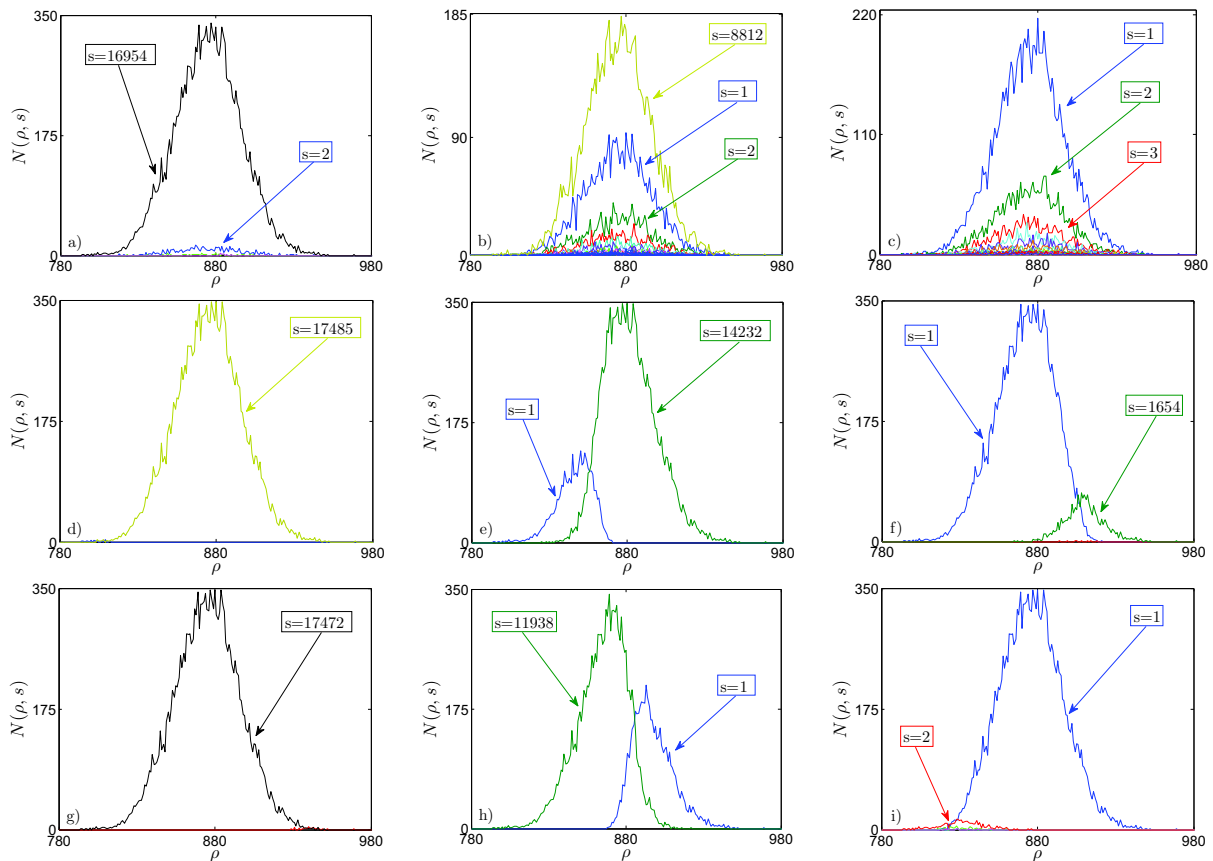 350
175
0
N(ρ, s)
s=16954
s=2
a)
780
880
980
ρ
185
90
0
N(ρ, s)
s=8812
s=1
s=2
b)
780
880
980
ρ
220
110
0
N(ρ, s)
s=1
s=2
s=3
c)
780
880
980
ρ
350
175
0
N(ρ, s)
s=17485
d)
780
880
980
ρ
350
175
0
N(ρ, s)
s=14232
s=1
e)
780
880
980
ρ
350
175
0
N(ρ, s)
s=1
s=1654
f)
780
880
980
ρ
350
175
0
N(ρ, s)
s=17472
g)
780
880
980
ρ
350
175
0
N(ρ, s)
s=11938
s=1
h)
780
880
980
ρ
350
175
0
N(ρ, s)
s=1
s=2
i)
780
880
980
ρ